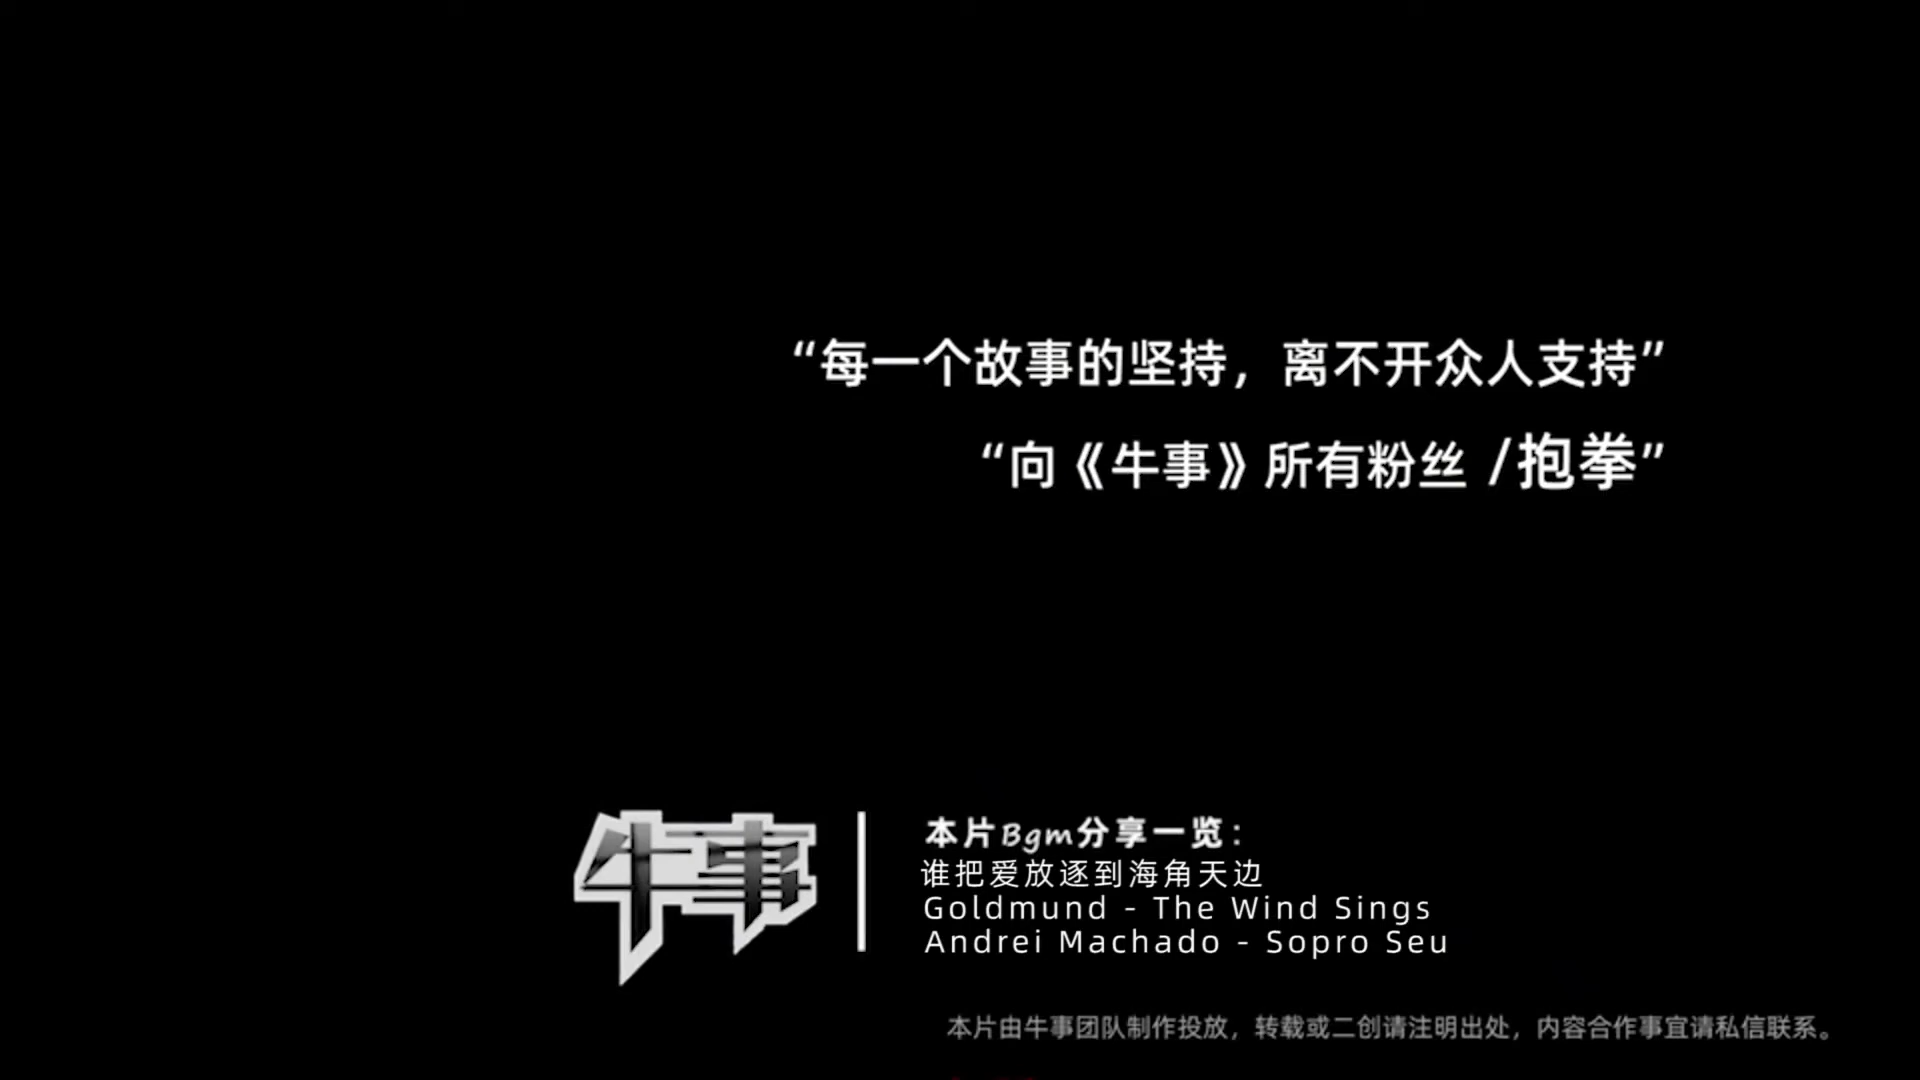 “每一个故事的坚持，离不开众人支持”
“向《牛事》所有粉丝 /抱拳”
牛事
本片Bgm分享一览：
谁把爱放逐到海角天边
Goldmund - The Wind Sings
Andrei Machado - Sopro Seu
本片由牛事团队制作投放，转载或二创请注明出处，内容合作事宜请私信联系。